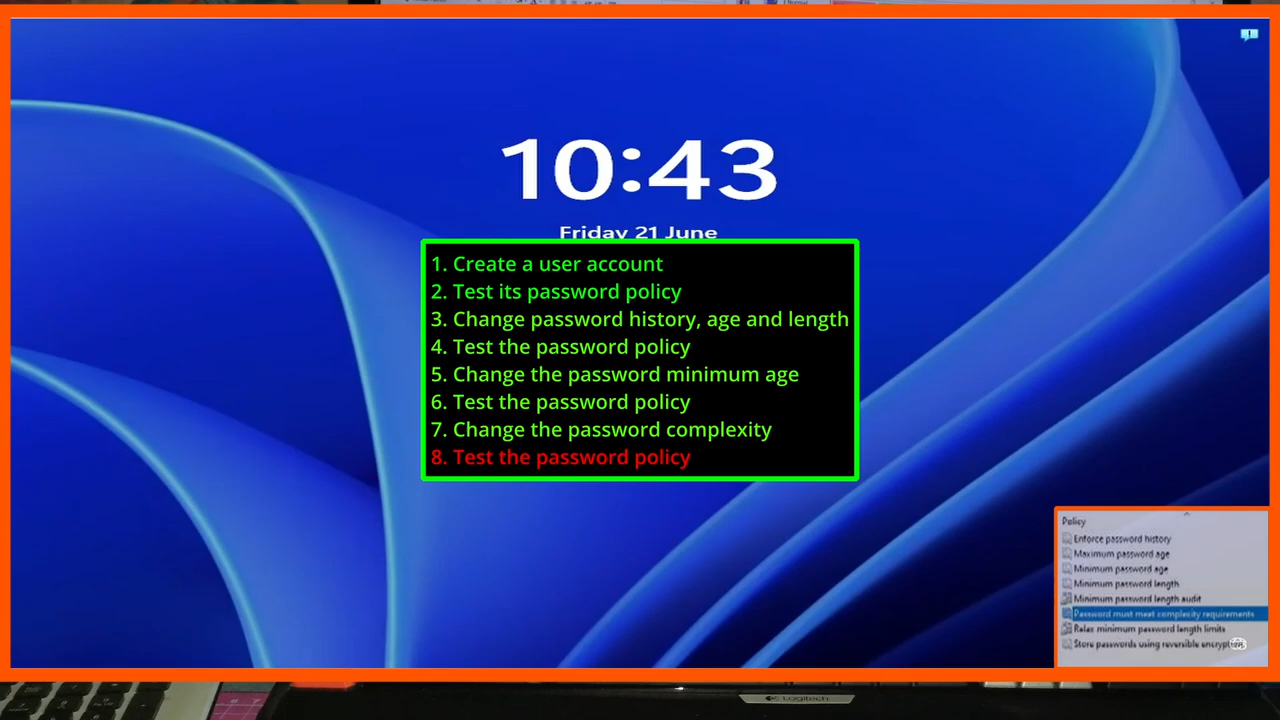 10:43
Friday 21 June
1. Create a user account
2. Test its password policy
3. Change password history, age and length
4. Test the password policy
5. Change the password minimum age
6. Test the password policy
7. Change the password complexity
8. Test the password policy
Policy
Enforce password history
Maximum password age
Minimum password age
Minimum password length
Minimum password length audit
Password must meet complexity requirements
Relax minimum password length limits
Store passwords using reversible
Logitech